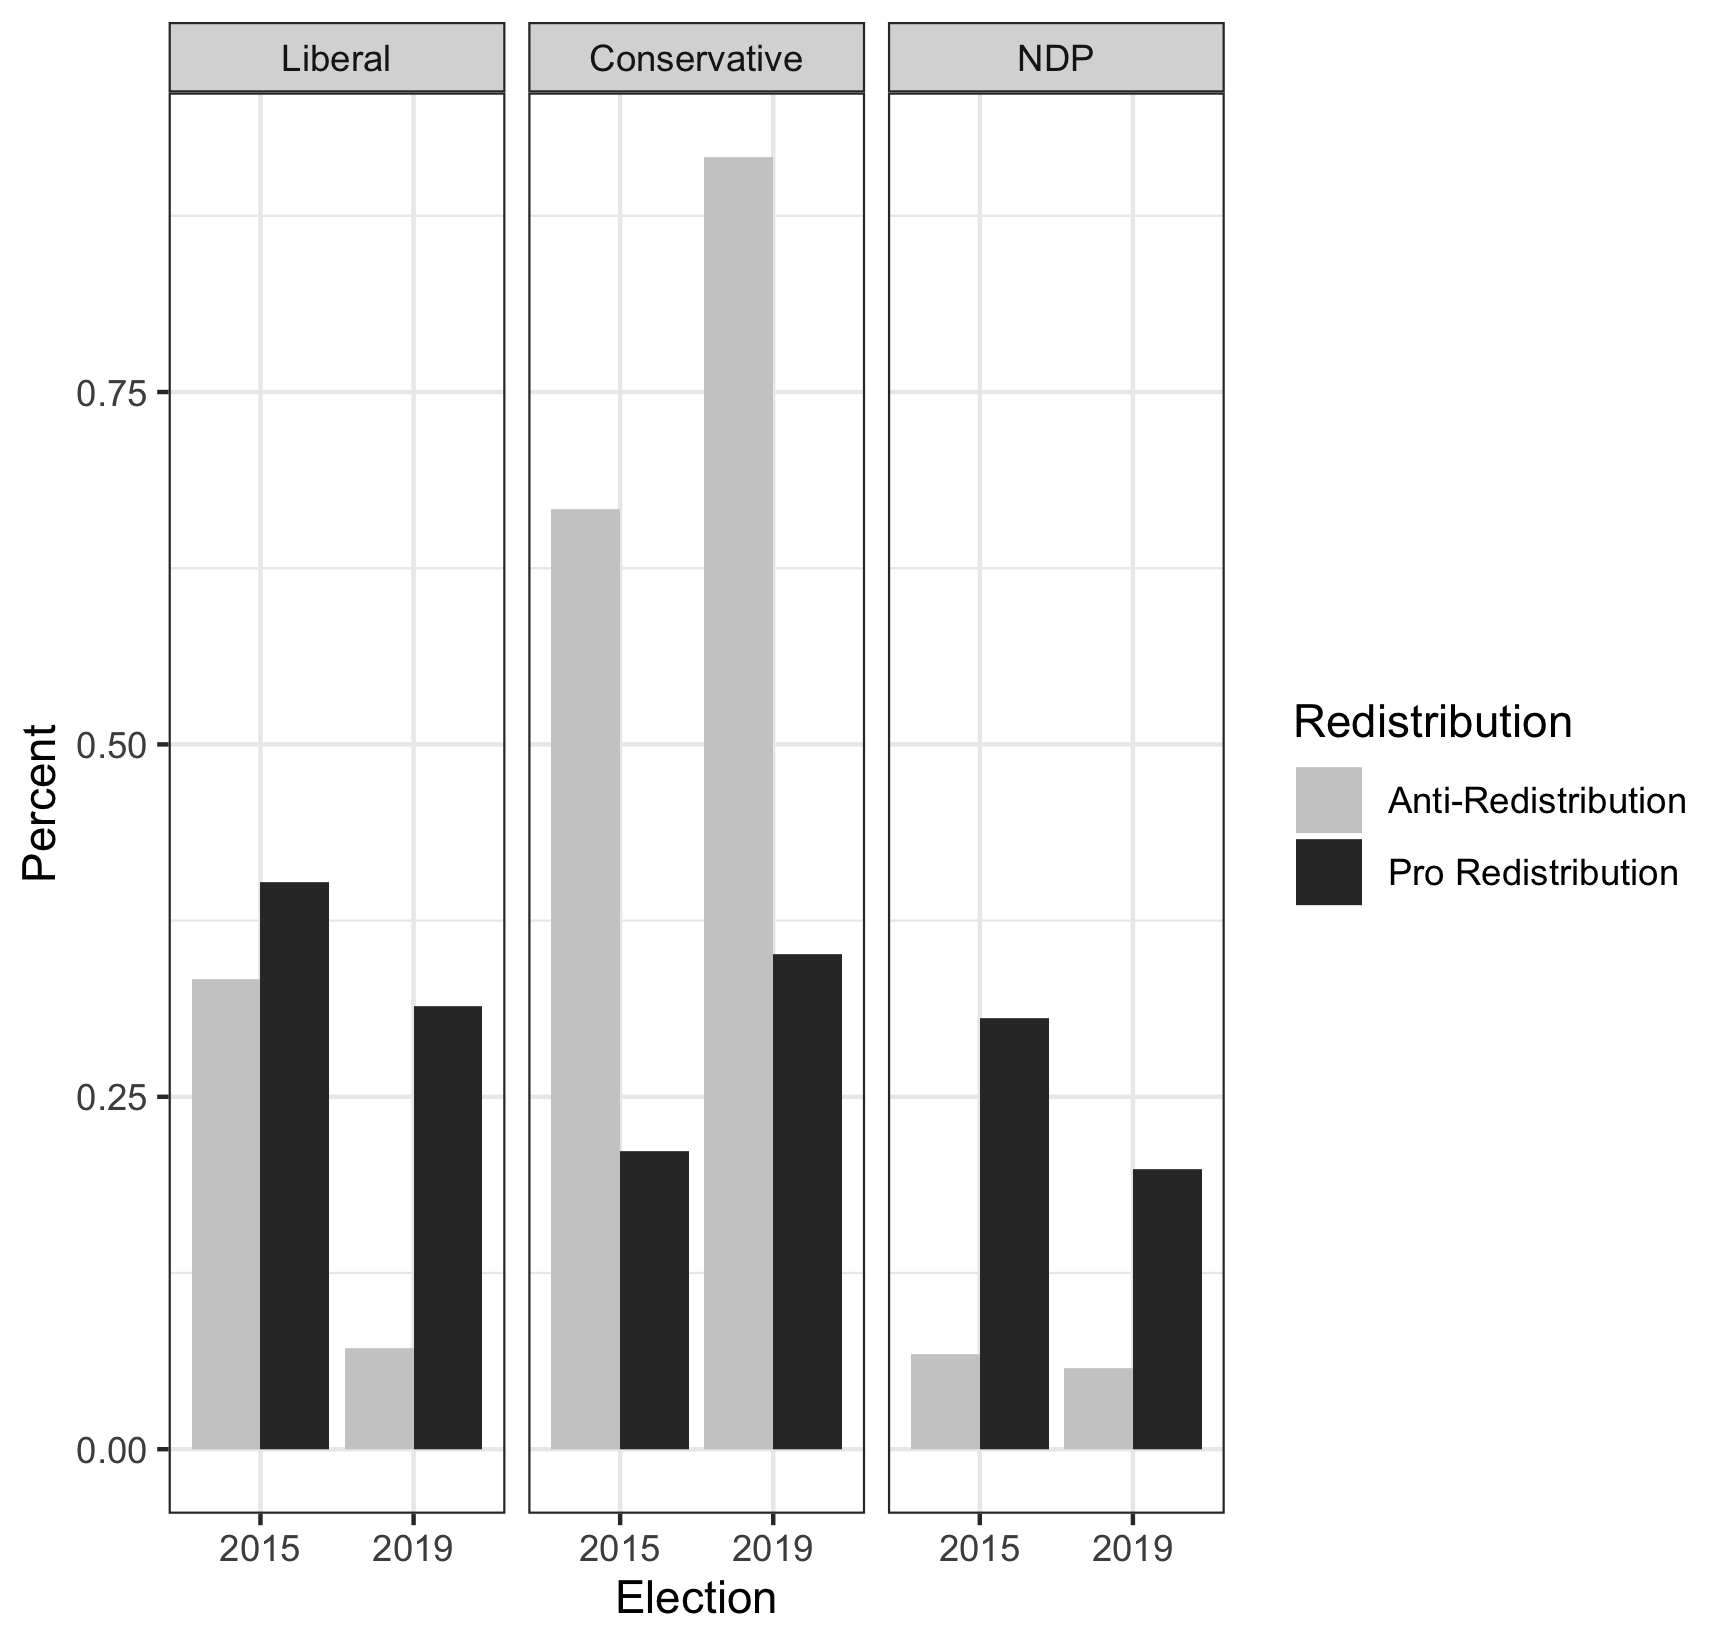 Liberal
Conservative
NDP
Percent
0.75
0.50
0.25
0.00
2015
2019
2015
2019
2015
2019
Election
Redistribution
Anti-Redistribution
Pro Redistribution